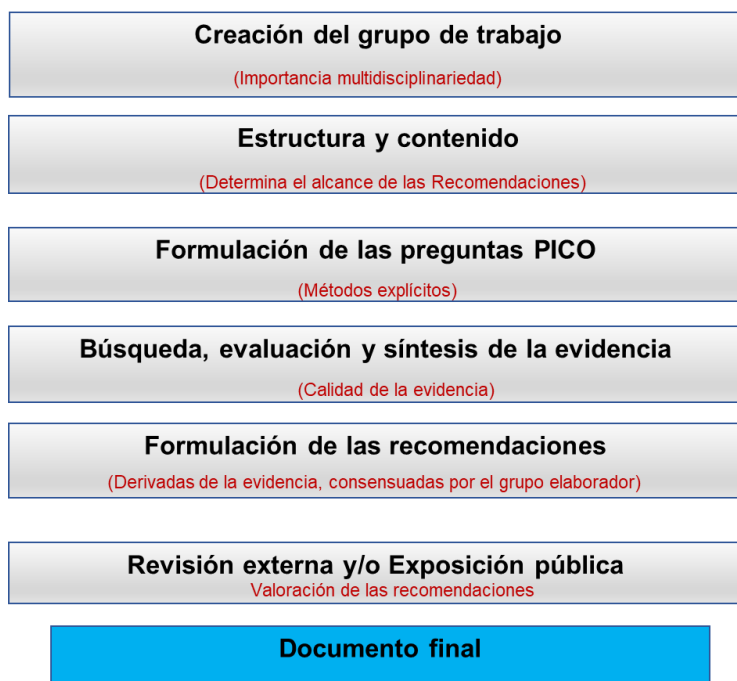 Creación del grupo de trabajo
(Importancia multidisciplinariedad)
Estructura y contenido
(Determina el alcance de las Recomendaciones)
Formulación de las preguntas PICO
(Métodos explícitos)
Búsqueda, evaluación y síntesis de la evidencia
(Calidad de la evidencia)
Formulación de las recomendaciones
(Derivadas de la evidencia, consensuadas por el grupo elaborador)
Revisión externa y/o Exposición pública
Valoración de las recomendaciones
Documento final